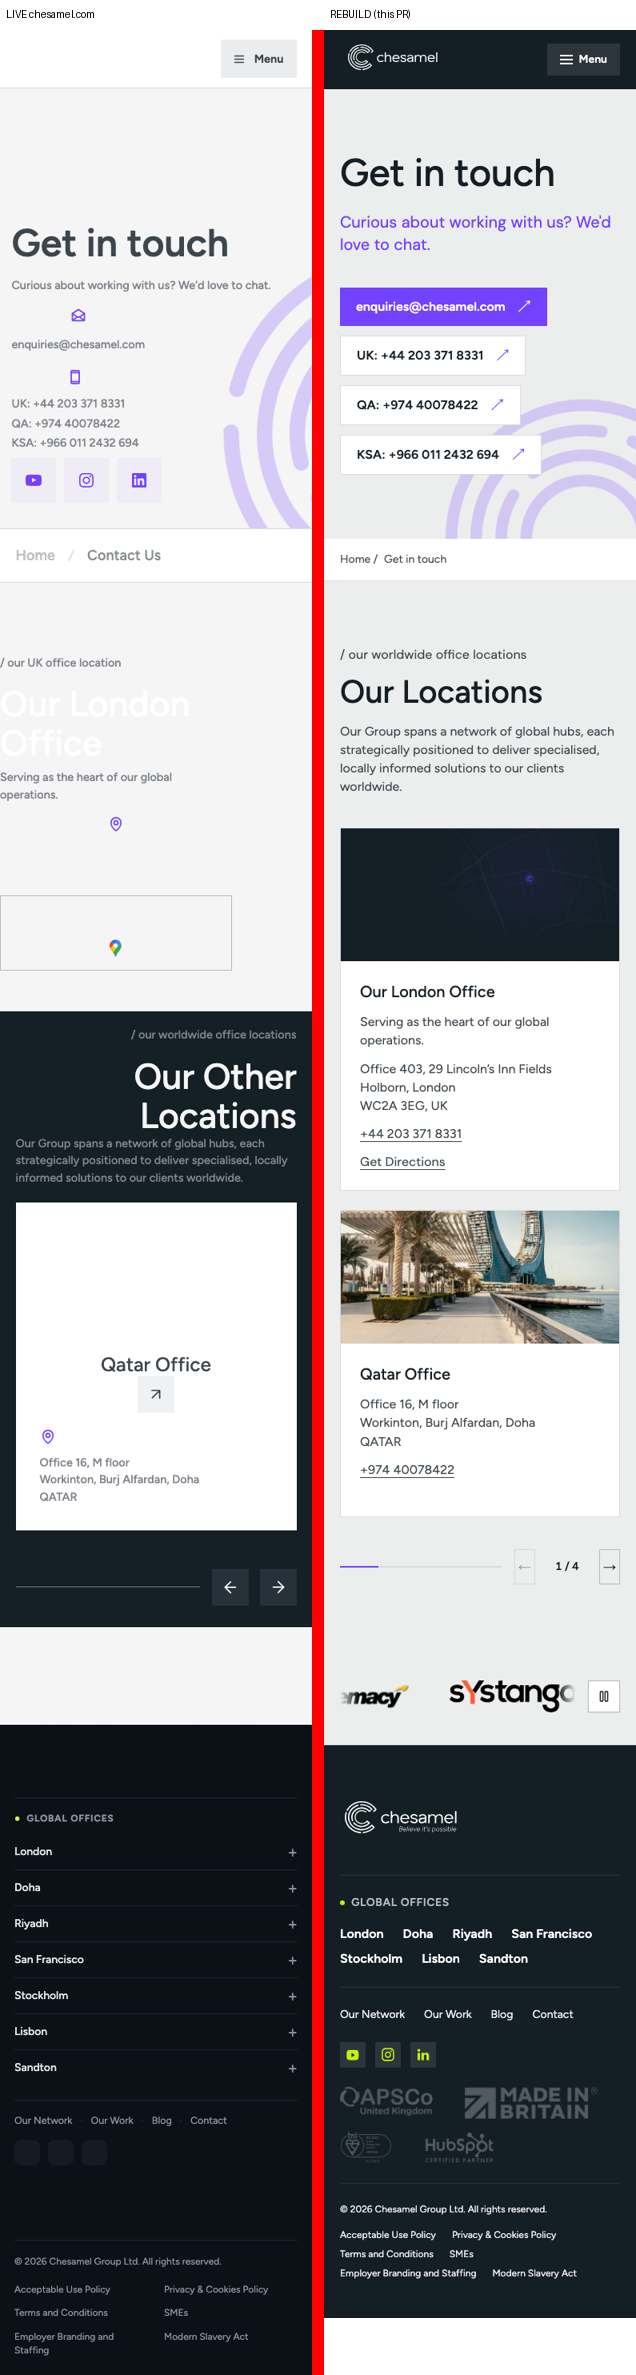 LIVE chesamel.com
Menu
Get in touch
Curious about working with us? We'd love to chat.
enquiries@chesamel.com
UK: +44 203 371 8331
QA: +974 40078422
KSA: +966 011 2432 694
Home / Contact Us
/ our UK office location
Our London
Office
Serving as the heart of our global
operations.
/ our worldwide office locations
Our Other
Locations
Our Group spans a network of global hubs, each
strategically positioned to deliver specialised, locally
informed solutions to our clients worldwide.
Qatar Office
Office 16, M floor
Workinton, Burj Alfardan, Doha
QATAR
GLOBAL OFFICES
London +
Doha +
Riyadh +
San Francisco +
Stockholm +
Lisbon +
Sandton +
Our Network Our Work Blog Contact
© 2026 Chesamel Group Ltd. All rights reserved.
Acceptable Use Policy Privacy & Cookies Policy
Terms and Conditions SMEs
Employer Branding and Modern Slavery Act
Staffing
REBUILD (this PR)
chesamel
Menu
Get in touch
Curious about working with us? We'd
love to chat.
enquiries@chesamel.com
UK: +44 203 371 8331
QA: +974 40078422
KSA: +966 011 2432 694
Home / Get in touch
/ our worldwide office locations
Our Locations
Our Group spans a network of global hubs, each
strategically positioned to deliver specialised,
locally informed solutions to our clients
worldwide.
Our London Office
Serving as the heart of our global
operations.
Office 403, 29 Lincoln's Inn Fields
Holborn, London
WC2A 3EG, UK
+44 203 371 8331
Get Directions
Qatar Office
Office 16, M floor
Workinton, Burj Alfardan, Doha
QATAR
+974 40078422
← 1 / 4 →
emacy sYstango
chesamel
Believe it's possible
GLOBAL OFFICES
London Doha Riyadh San Francisco
Stockholm Lisbon Sandton
Our Network Our Work Blog Contact
APSCo
United Kingdom
MADE IN
BRITAIN
HubSpot
CERTIFIED PARTNER
© 2026 Chesamel Group Ltd. All rights reserved.
Acceptable Use Policy Privacy & Cookies Policy
Terms and Conditions SMEs
Employer Branding and Staffing Modern Slavery Act